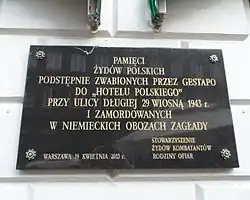 PAMIĘCI
ŻYDÓW POLSKICH
PODSTĘPNIE ZWABIONYCH PRZEZ GESTAPO
DO „HOTELU POLSKIEGO"
PRZY ULICY DŁUGIEJ 29 WIOSNĄ 1943 r.
I ZAMORDOWANYCH
W NIEMIECKICH OBOZACH ZAGŁADY
STOWARZYSZENIE
ŻYDÓW KOMBATANTÓW
RODZINY OFIAR
WARSZAWA, 19 KWIETNIA 2013 r.